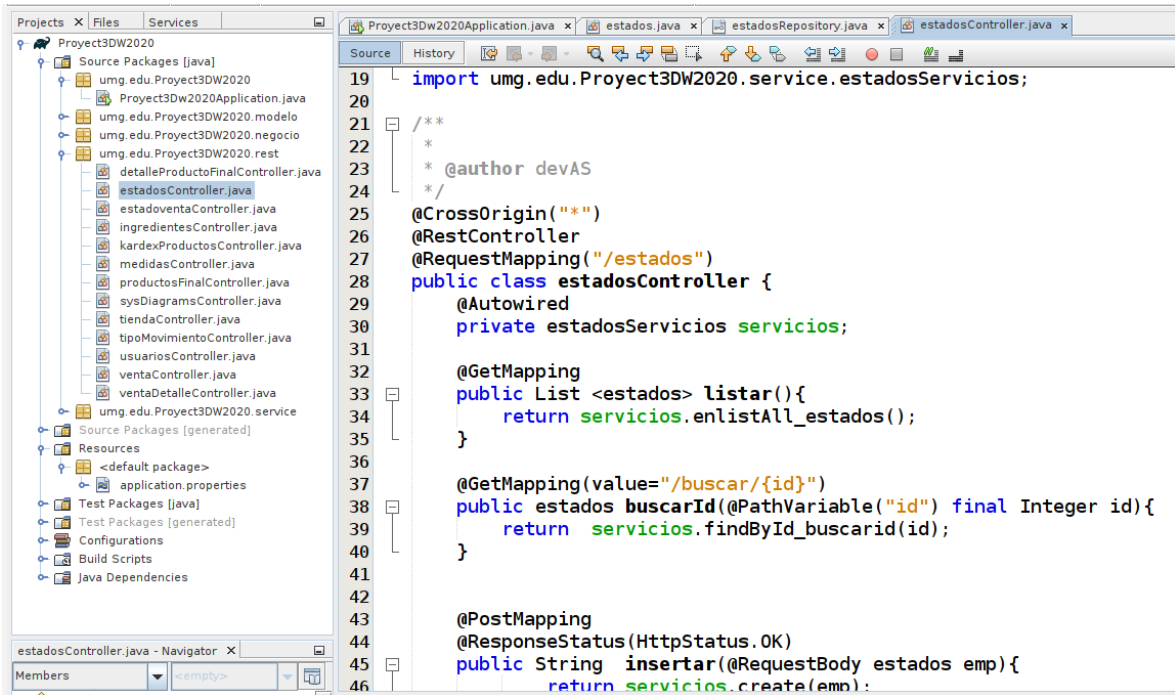 Projects Files Services
Proyect3DW2020
Source Packages [java]
umg.edu.Proyect3DW2020
Proyect3Dw2020Application.java
umg.edu.Proyect3DW2020.modelo
umg.edu.Proyect3DW2020.negocio
umg.edu.Proyect3DW2020.rest
detalleProductoFinalController.java
estadosController.java
estadoventaController.java
ingredientesController.java
kardexProductosController.java
medidasController.java
productosFinalController.java
sysDiagramsController.java
tiendaController.java
tipoMovimientoController.java
usuariosController.java
ventaController.java
ventaDetalleController.java
umg.edu.Proyect3DW2020.service
Source Packages [generated]
Resources
<default package>
application.properties
Test Packages [java]
Test Packages [generated]
Configurations
Build Scripts
Java Dependencies
estadosController.java - Navigator
Members <empty>
Proyect3Dw2020Application.java estados.java estadosRepository.java estadosController.java
Source History
19 import umg.edu.Proyect3DW2020.service.estadosServicios;
20
21 /**
22 *
23 * @author devAS
24 */
25 @CrossOrigin("*")
26 @RestController
27 @RequestMapping("/estados")
28 public class estadosController {
29 @Autowired
30 private estadosServicios servicios;
31
32 @GetMapping
33 public List <estados> listar(){
34 return servicios.enlistAll_estados();
35 }
36
37 @GetMapping(value="/buscar/{id}")
38 public estados buscarId(@PathVariable("id") final Integer id){
39 return  servicios.findById_buscarid(id);
40 }
41
42
43 @PostMapping
44 @ResponseStatus(HttpStatus.OK)
45 public String  insertar(@RequestBody estados emp){
46 return servicios.create(emp);